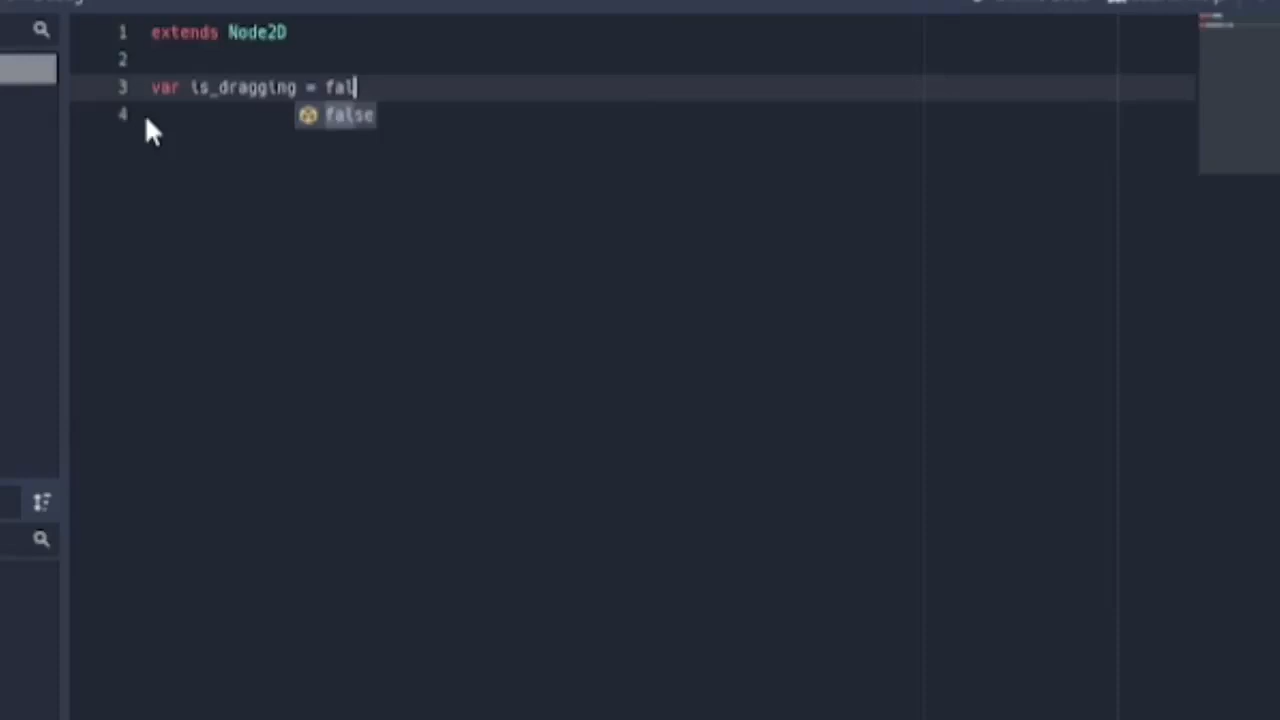 1 extends Node2D
2
3 var is_dragging = fal
4
false